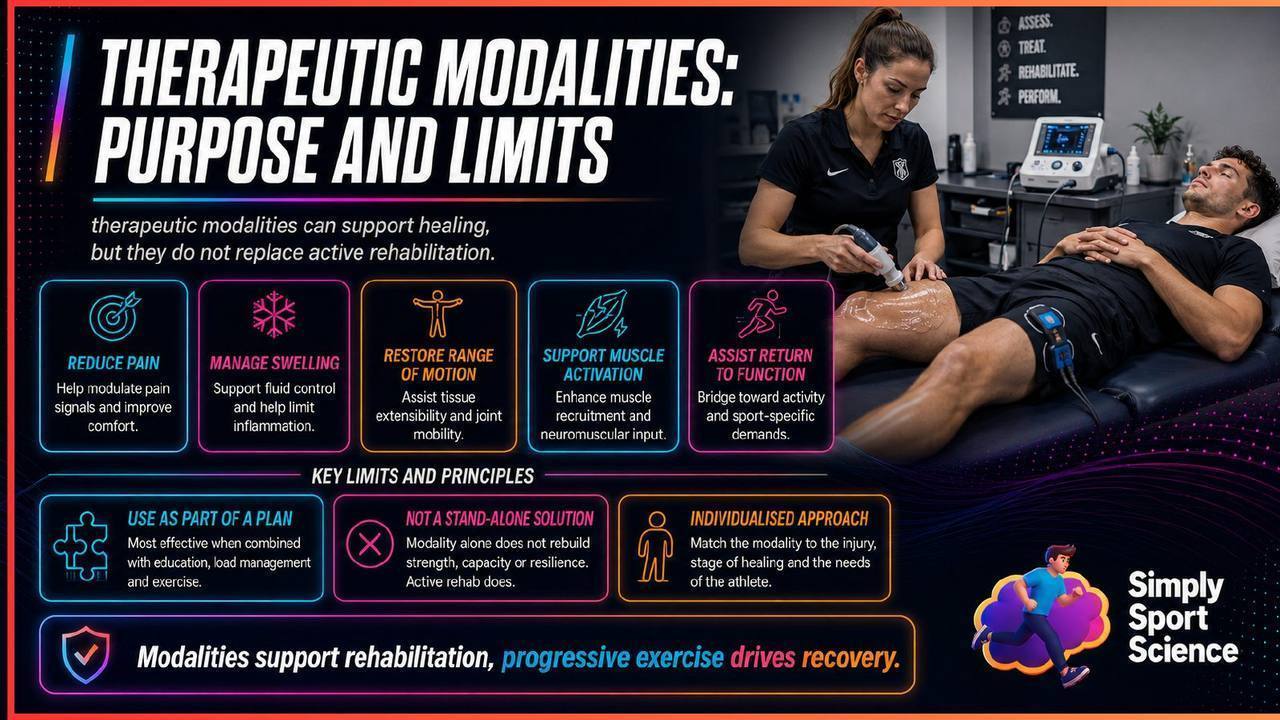 THERAPEUTIC MODALITIES:
PURPOSE AND LIMITS
therapeutic modalities can support healing,
but they do not replace active rehabilitation.
ASSESS.
TREAT.
REHABILITATE.
PERFORM.
REDUCE PAIN
Help modulate pain
signals and improve
comfort.
MANAGE SWELLING
Support fluid control
and help limit
inflammation.
RESTORE RANGE
OF MOTION
Assist tissue
extensibility and joint
mobility.
SUPPORT MUSCLE
ACTIVATION
Enhance muscle
recruitment and
neuromuscular input.
ASSIST RETURN
TO FUNCTION
Bridge toward activity
and sport-specific
demands.
KEY LIMITS AND PRINCIPLES
USE AS PART OF A PLAN
Most effective when combined
with education, load management
and exercise.
NOT A STAND-ALONE SOLUTION
Modality alone does not rebuild
strength, capacity or resilience.
Active rehab does.
INDIVIDUALISED APPROACH
Match the modality to the injury,
stage of healing and the needs
of the athlete.
Modalities support rehabilitation, progressive exercise drives recovery.
Simply
Sport
Science